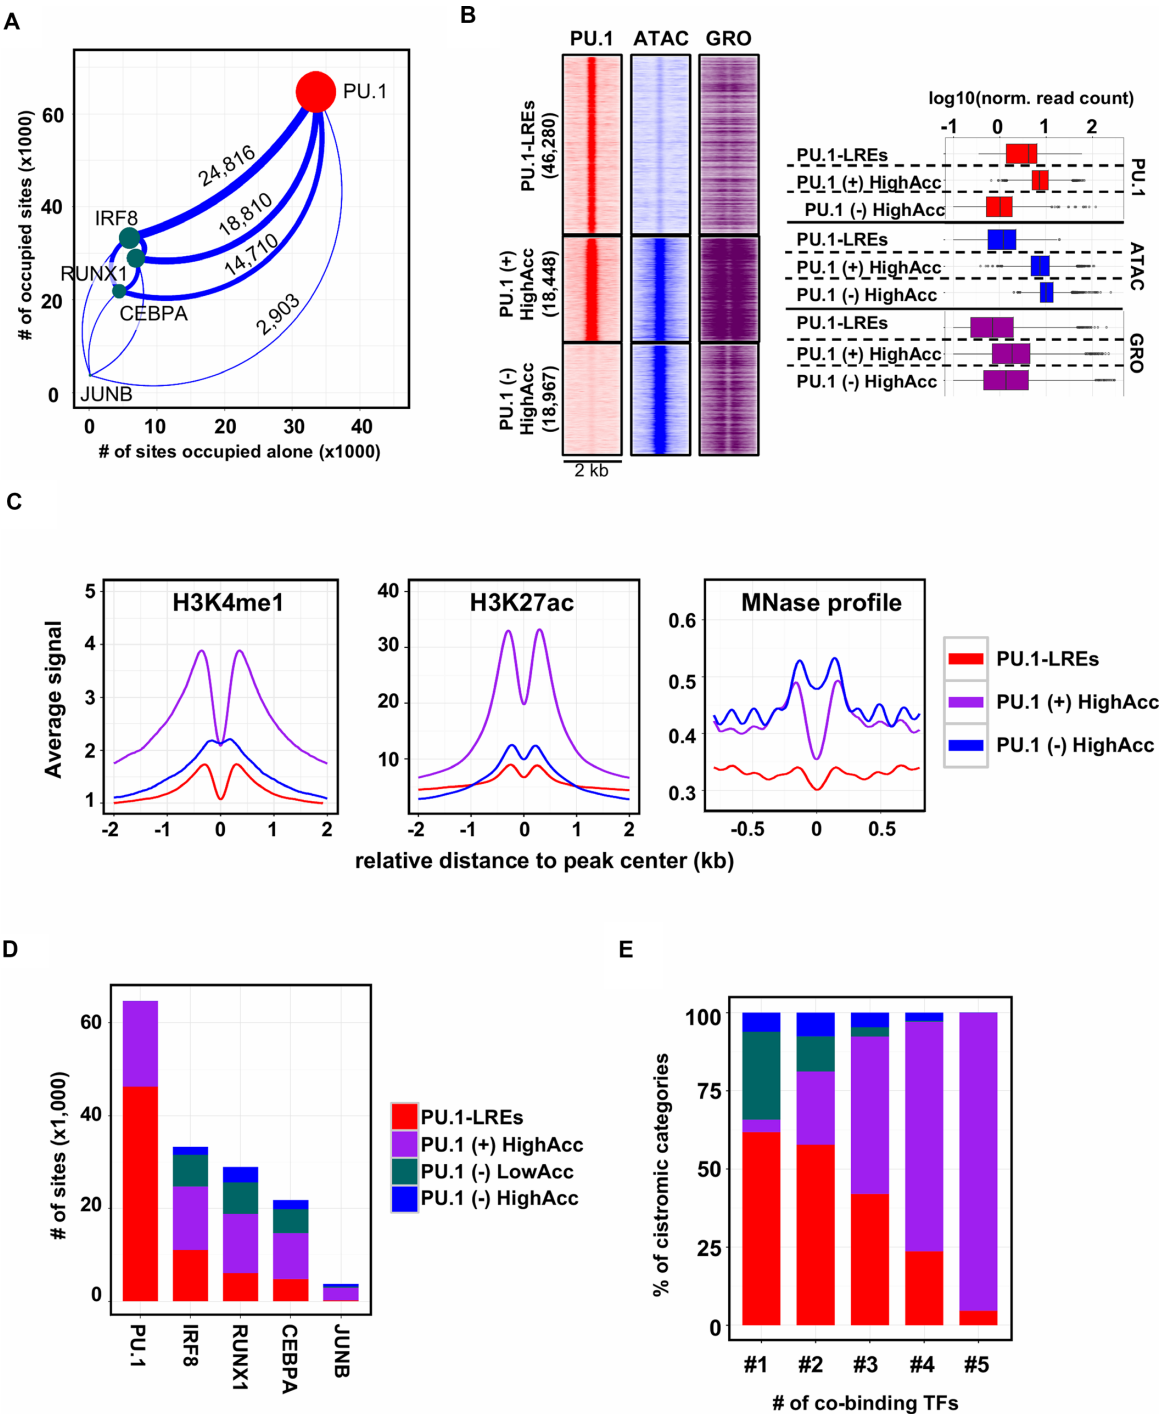 A
# of occupied sites (x1000)
60
40
20
0
PU.1
24,816
18,810
14,710
2,903
IRF8
RUNX1
CEBPA
JUNB
0 10 20 30 40
# of sites occupied alone (x1000)
B
PU.1 ATAC GRO
PU.1-LREs
(46,280)
PU.1 (+)
HighAcc
(18,448)
PU.1 (-)
HighAcc
(18,967)
2 kb
log10(norm. read count)
-1 0 1 2
PU.1-LREs
PU.1 (+) HighAcc
PU.1 (-) HighAcc
PU.1
PU.1-LREs
PU.1 (+) HighAcc
PU.1 (-) HighAcc
ATAC
PU.1-LREs
PU.1 (+) HighAcc
PU.1 (-) HighAcc
GRO
C
Average signal
H3K4me1
5
4
3
2
1
-2 -1 0 1 2
H3K27ac
40
30
20
10
-2 -1 0 1 2
MNase profile
0.6
0.5
0.4
0.3
-0.5 0 0.5
relative distance to peak center (kb)
PU.1-LREs
PU.1 (+) HighAcc
PU.1 (-) HighAcc
D
# of sites (x1,000)
60
40
20
0
PU.1
IRF8
RUNX1
CEBPA
JUNB
PU.1-LREs
PU.1 (+) HighAcc
PU.1 (-) LowAcc
PU.1 (-) HighAcc
E
% of cistromic categories
100
75
50
25
0
#1 #2 #3 #4 #5
# of co-binding TFs